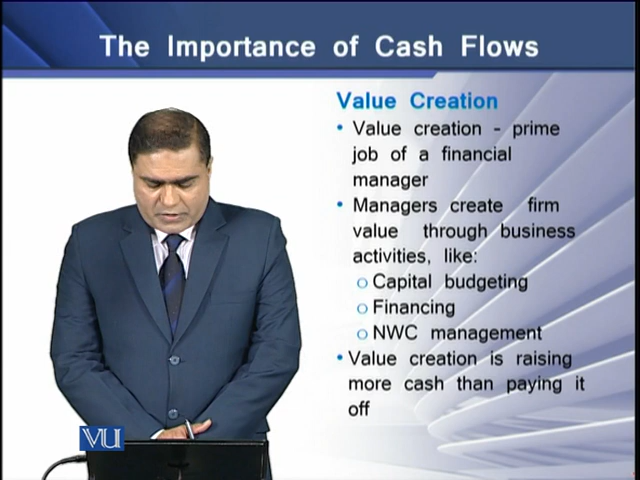 The Importance of Cash Flows
Value Creation
• Value creation - prime
job of a financial
manager
• Managers create firm
value through business
activities, like:
o Capital budgeting
o Financing
o NWC management
• Value creation is raising
more cash than paying it
off
VU